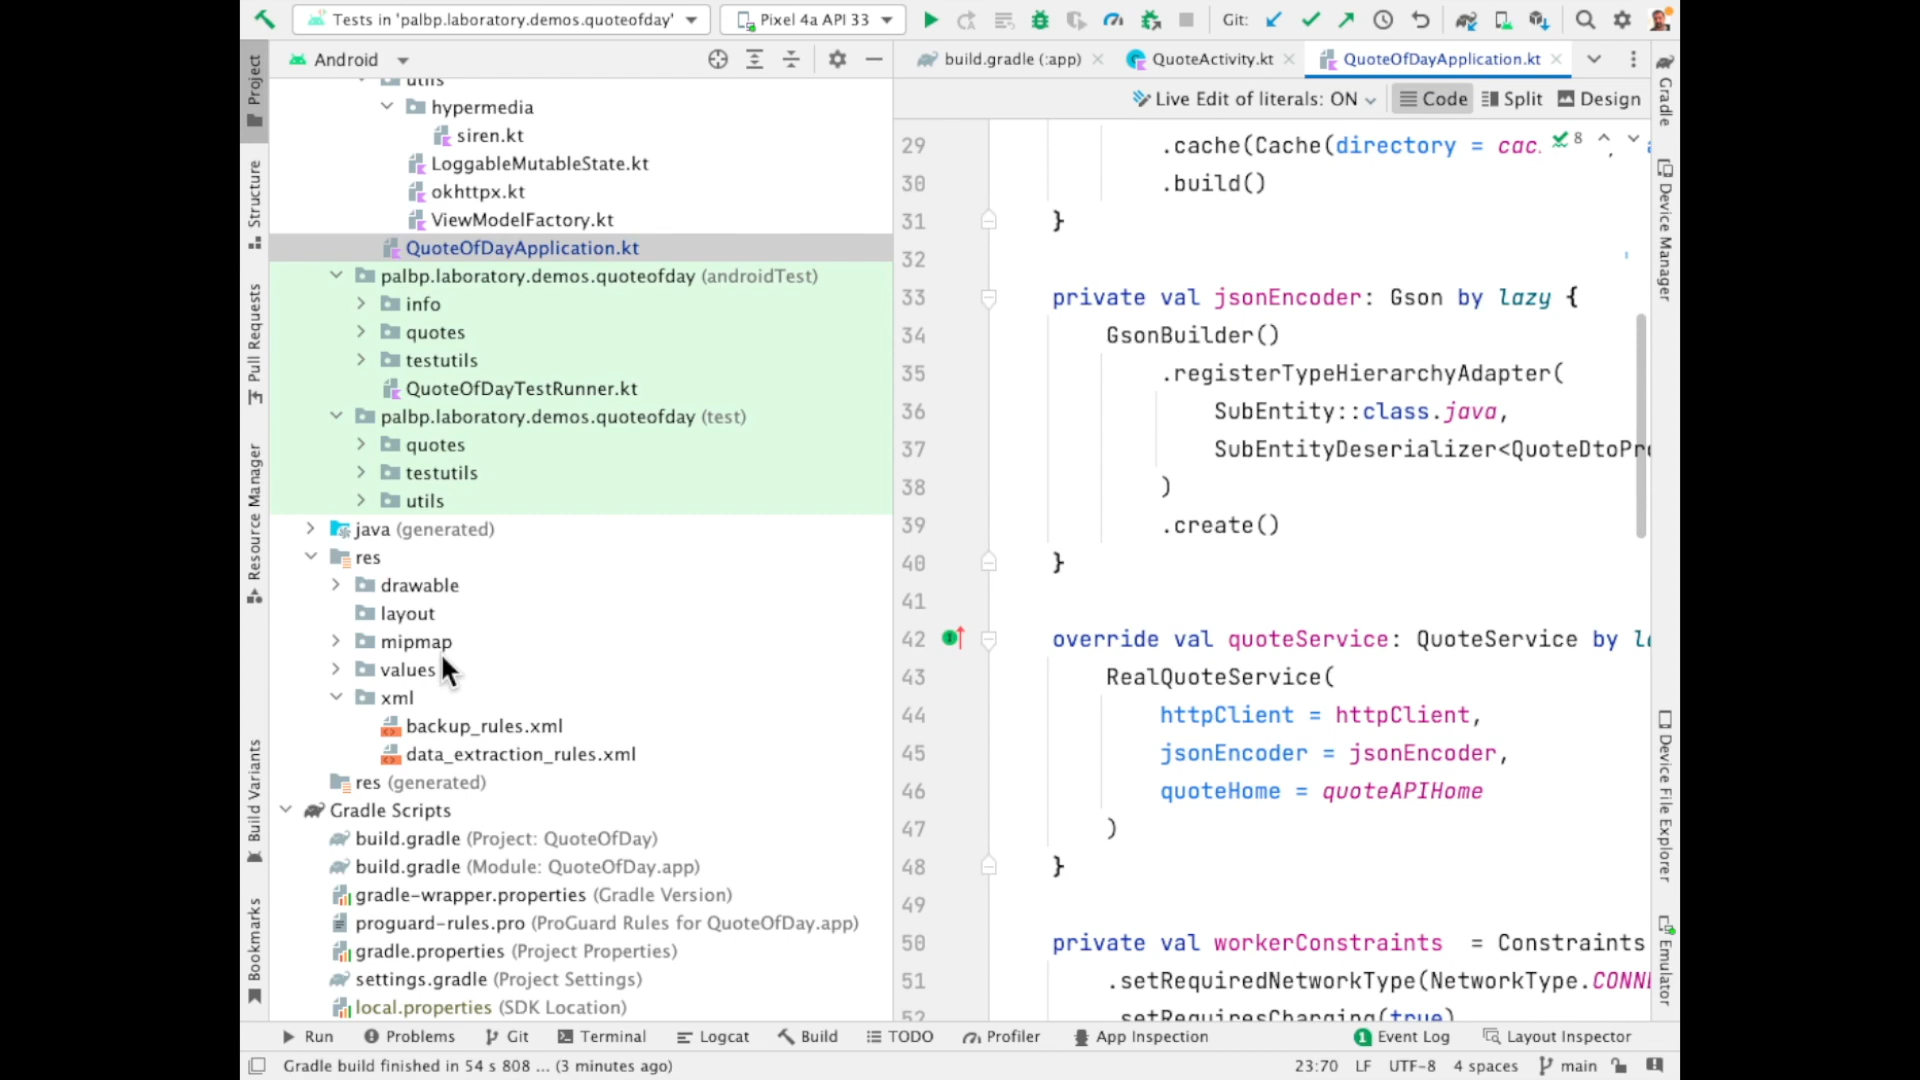 Tests in 'palbp.laboratory.demos.quoteofday'
Pixel 4a API 33
Git:
Android
build.gradle (:app)
QuoteActivity.kt
QuoteOfDayApplication.kt
Live Edit of literals: ON
Code
Split
Design
Project
Structure
Pull Requests
Resource Manager
Build Variants
Bookmarks
utils
hypermedia
siren.kt
LoggableMutableState.kt
okhttpx.kt
ViewModelFactory.kt
QuoteOfDayApplication.kt
palbp.laboratory.demos.quoteofday (androidTest)
info
quotes
testutils
QuoteOfDayTestRunner.kt
palbp.laboratory.demos.quoteofday (test)
quotes
testutils
utils
java (generated)
res
drawable
layout
mipmap
values
xml
backup_rules.xml
data_extraction_rules.xml
res (generated)
Gradle Scripts
build.gradle (Project: QuoteOfDay)
build.gradle (Module: QuoteOfDay.app)
gradle-wrapper.properties (Gradle Version)
proguard-rules.pro (ProGuard Rules for QuoteOfDay.app)
gradle.properties (Project Properties)
settings.gradle (Project Settings)
local.properties (SDK Location)
29 .cache(Cache(directory = cac.
8
30 .build()
31 }
32
33 private val jsonEncoder: Gson by lazy {
34 GsonBuilder()
35 .registerTypeHierarchyAdapter(
36 SubEntity::class.java,
37 SubEntityDeserializer<QuoteDtoPr
38 )
39 .create()
40 }
41
42 override val quoteService: QuoteService by l
43 RealQuoteService(
44 httpClient = httpClient,
45 jsonEncoder = jsonEncoder,
46 quoteHome = quoteAPIHome
47 )
48 }
49
50 private val workerConstraints = Constraints
51 .setRequiredNetworkType(NetworkType.CONN
52 .setRequiresCharging(true)
Gradle
Device Manager
Device File Explorer
Emulator
Run
Problems
Git
Terminal
Logcat
Build
TODO
Profiler
App Inspection
1 Event Log
Layout Inspector
Gradle build finished in 54 s 808 ... (3 minutes ago)
23:70
LF
UTF-8
4 spaces
main